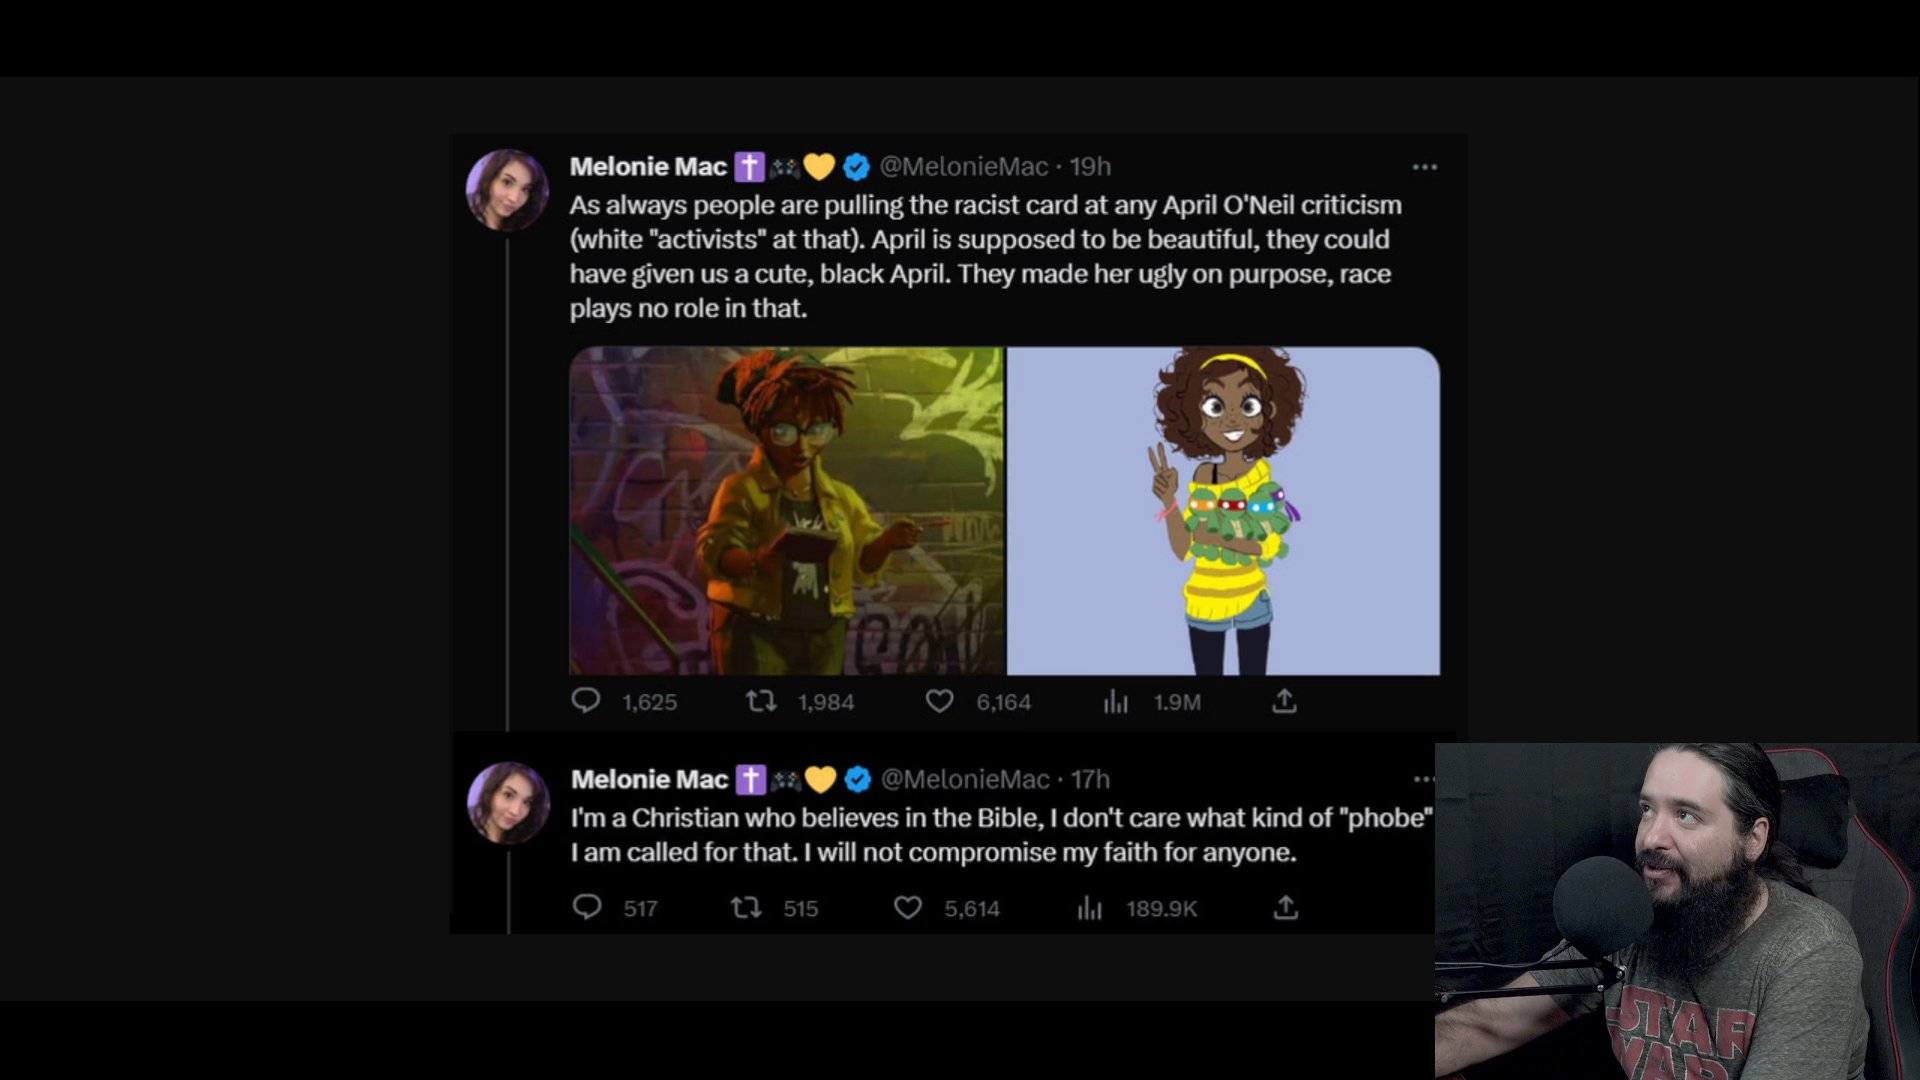 Melonie Mac ✝️🎮💛 @MelonieMac · 19h
As always people are pulling the racist card at any April O'Neil criticism
(white "activists" at that). April is supposed to be beautiful, they could
have given us a cute, black April. They made her ugly on purpose, race
plays no role in that.
1,625 1,984 6,164 1.9M
Melonie Mac ✝️🎮💛 @MelonieMac · 17h
I'm a Christian who believes in the Bible, I don't care what kind of "phobe"
I am called for that. I will not compromise my faith for anyone.
517 515 5,614 189.9K
STAR
WARS